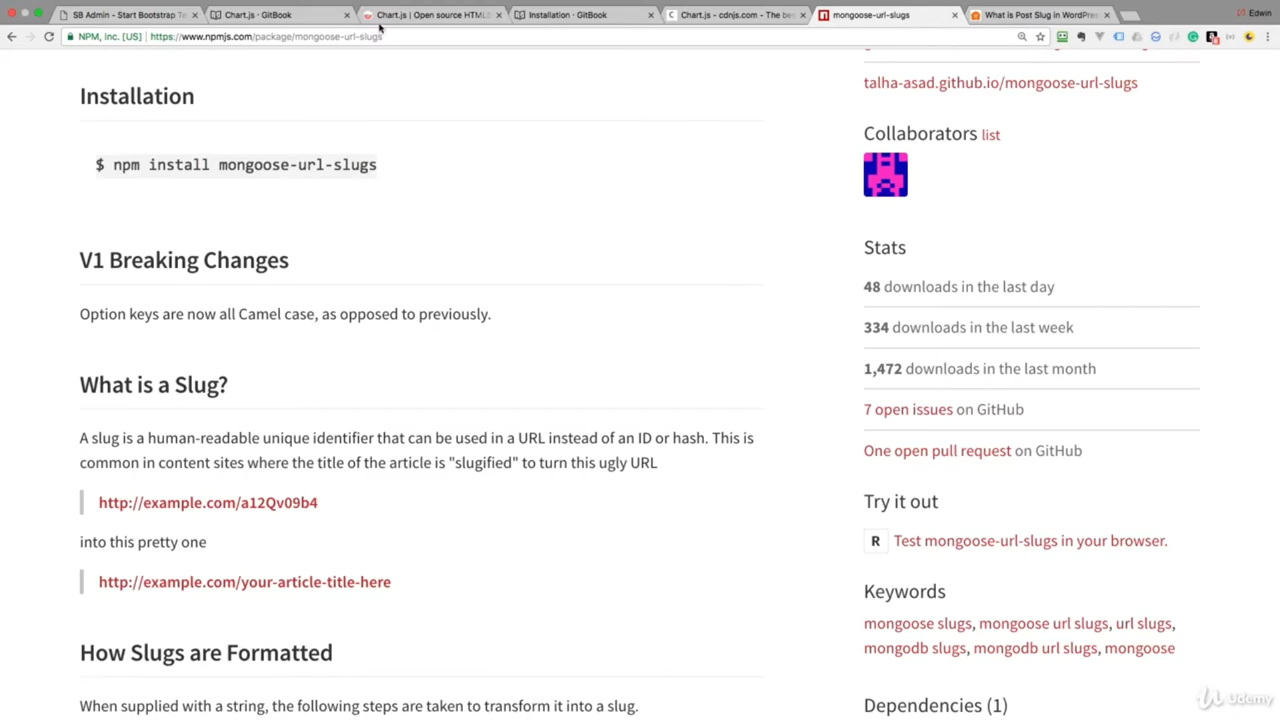 SB Admin - Start Bootstrap Te
Chart.js · GitBook
Chart.js | Open source HTML5
Installation · GitBook
Chart.js - cdnjs.com - The bes
mongoose-url-slugs
What is Post Slug in WordPres
Edwin
NPM, Inc. [US] | https://www.npmjs.com/package/mongoose-url-slugs
Installation
$ npm install mongoose-url-slugs
V1 Breaking Changes
Option keys are now all Camel case, as opposed to previously.
What is a Slug?
A slug is a human-readable unique identifier that can be used in a URL instead of an ID or hash. This is
common in content sites where the title of the article is "slugified" to turn this ugly URL
http://example.com/a12Qv09b4
into this pretty one
http://example.com/your-article-title-here
How Slugs are Formatted
When supplied with a string, the following steps are taken to transform it into a slug.
talha-asad.github.io/mongoose-url-slugs
Collaborators list
Stats
48 downloads in the last day
334 downloads in the last week
1,472 downloads in the last month
7 open issues on GitHub
One open pull request on GitHub
Try it out
R Test mongoose-url-slugs in your browser.
Keywords
mongoose slugs, mongoose url slugs, url slugs,
mongodb slugs, mongodb url slugs, mongoose
Dependencies (1)
Udemy